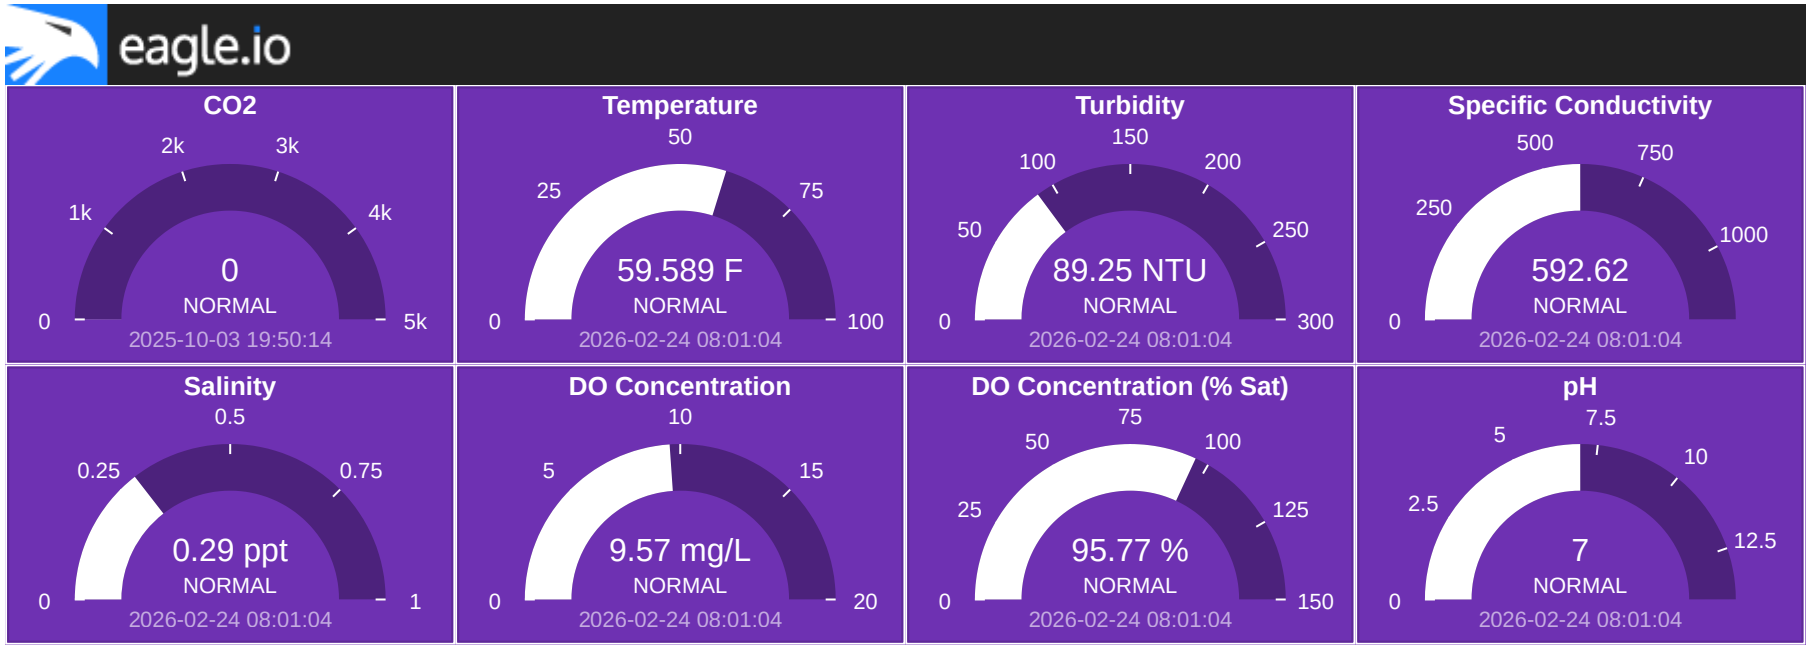 eagle.io
CO2
0
1k
2k
3k
4k
5k
0
NORMAL
2025-10-03 19:50:14
Temperature
0
25
50
75
100
59.589 F
NORMAL
2026-02-24 08:01:04
Turbidity
0
50
100
150
200
250
300
89.25 NTU
NORMAL
2026-02-24 08:01:04
Specific Conductivity
0
250
500
750
1000
592.62
NORMAL
2026-02-24 08:01:04
Salinity
0
0.25
0.5
0.75
1
0.29 ppt
NORMAL
2026-02-24 08:01:04
DO Concentration
0
5
10
15
20
9.57 mg/L
NORMAL
2026-02-24 08:01:04
DO Concentration (% Sat)
0
25
50
75
100
125
150
95.77 %
NORMAL
2026-02-24 08:01:04
pH
0
2.5
5
7.5
10
12.5
7
NORMAL
2026-02-24 08:01:04